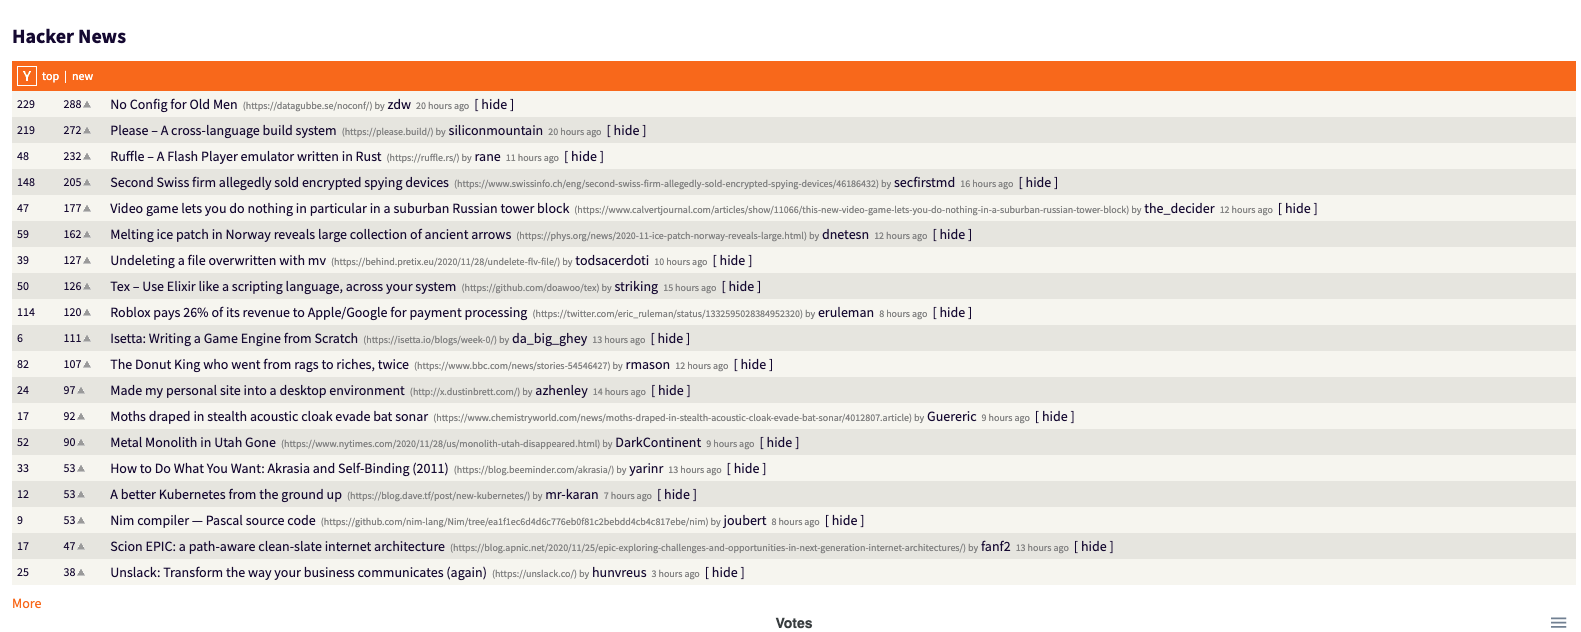 Hacker News
Y top | new
229 288▲ No Config for Old Men (https://datagubbe.se/noconf/) by zdw 20 hours ago [ hide ]
219 272▲ Please – A cross-language build system (https://please.build/) by siliconmountain 20 hours ago [ hide ]
48 232▲ Ruffle – A Flash Player emulator written in Rust (https://ruffle.rs/) by rane 11 hours ago [ hide ]
148 205▲ Second Swiss firm allegedly sold encrypted spying devices (https://www.swissinfo.ch/eng/second-swiss-firm-allegedly-sold-encrypted-spying-devices/46186432) by secfirstmd 16 hours ago [ hide ]
47 177▲ Video game lets you do nothing in particular in a suburban Russian tower block (https://www.calvertjournal.com/articles/show/11066/this-new-video-game-lets-you-do-nothing-in-a-suburban-russian-tower-block) by the_decider 12 hours ago [ hide ]
59 162▲ Melting ice patch in Norway reveals large collection of ancient arrows (https://phys.org/news/2020-11-ice-patch-norway-reveals-large.html) by dnetesn 12 hours ago [ hide ]
39 127▲ Undeleting a file overwritten with mv (https://behind.pretix.eu/2020/11/28/undelete-flv-file/) by todsacerdoti 10 hours ago [ hide ]
50 126▲ Tex – Use Elixir like a scripting language, across your system (https://github.com/doawoo/tex) by striking 15 hours ago [ hide ]
114 120▲ Roblox pays 26% of its revenue to Apple/Google for payment processing (https://twitter.com/eric_ruleman/status/1332595028384952320) by eruleman 8 hours ago [ hide ]
6 111▲ Isetta: Writing a Game Engine from Scratch (https://isetta.io/blogs/week-0/) by da_big_ghey 13 hours ago [ hide ]
82 107▲ The Donut King who went from rags to riches, twice (https://www.bbc.com/news/stories-54546427) by rmason 12 hours ago [ hide ]
24 97▲ Made my personal site into a desktop environment (http://x.dustinbrett.com/) by azhenley 14 hours ago [ hide ]
17 92▲ Moths draped in stealth acoustic cloak evade bat sonar (https://www.chemistryworld.com/news/moths-draped-in-stealth-acoustic-cloak-evade-bat-sonar/4012807.article) by Guereric 9 hours ago [ hide ]
52 90▲ Metal Monolith in Utah Gone (https://www.nytimes.com/2020/11/28/us/monolith-utah-disappeared.html) by DarkContinent 9 hours ago [ hide ]
33 53▲ How to Do What You Want: Akrasia and Self-Binding (2011) (https://blog.beeminder.com/akrasia/) by yarinr 13 hours ago [ hide ]
12 53▲ A better Kubernetes from the ground up (https://blog.dave.tf/post/new-kubernetes/) by mr-karan 7 hours ago [ hide ]
9 53▲ Nim compiler — Pascal source code (https://github.com/nim-lang/Nim/tree/ea1f1ec6d4d6c776eb0f81c2bebdd4cb4c817ebe/nim) by joubert 8 hours ago [ hide ]
17 47▲ Scion EPIC: a path-aware clean-slate internet architecture (https://blog.apnic.net/2020/11/25/epic-exploring-challenges-and-opportunities-in-next-generation-internet-architectures/) by fanf2 13 hours ago [ hide ]
25 38▲ Unslack: Transform the way your business communicates (again) (https://unslack.co/) by hunvreus 3 hours ago [ hide ]
More
Votes